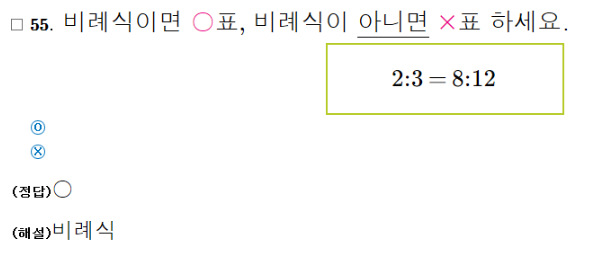 □ 55. 비례식이면 ○표, 비례식이 아니면 ×표 하세요.
2:3 = 8:12
ⓞ
ⓧ
(정답)○
(해설)비례식